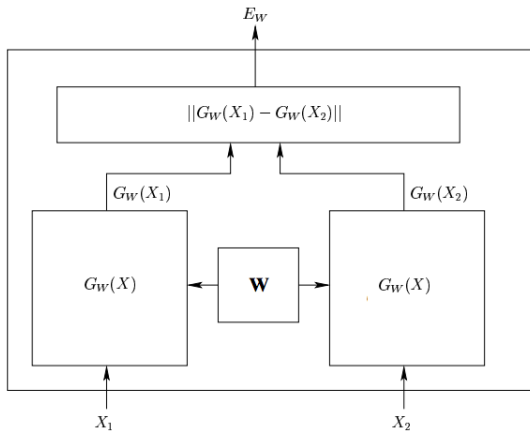 E_W
||G_W(X_1) − G_W(X_2)||
G_W(X_1) G_W(X_2)
G_W(X) W G_W(X)
X_1 X_2